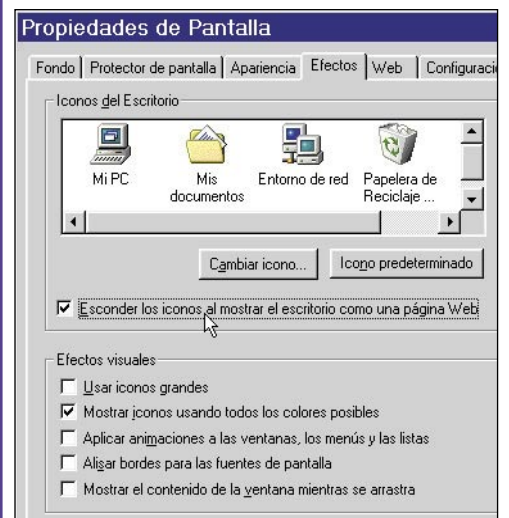 Propiedades de Pantalla
Fondo Protector de pantalla Apariencia Efectos Web Configuraci
Iconos del Escritorio
Mi PC Mis documentos Entorno de red Papelera de Reciclaje ...
Cambiar icono... Icono predeterminado
Esconder los iconos al mostrar el escritorio como una página Web
Efectos visuales
Usar iconos grandes
Mostrar iconos usando todos los colores posibles
Aplicar animaciones a las ventanas, los menús y las listas
Alisar bordes para las fuentes de pantalla
Mostrar el contenido de la ventana mientras se arrastra